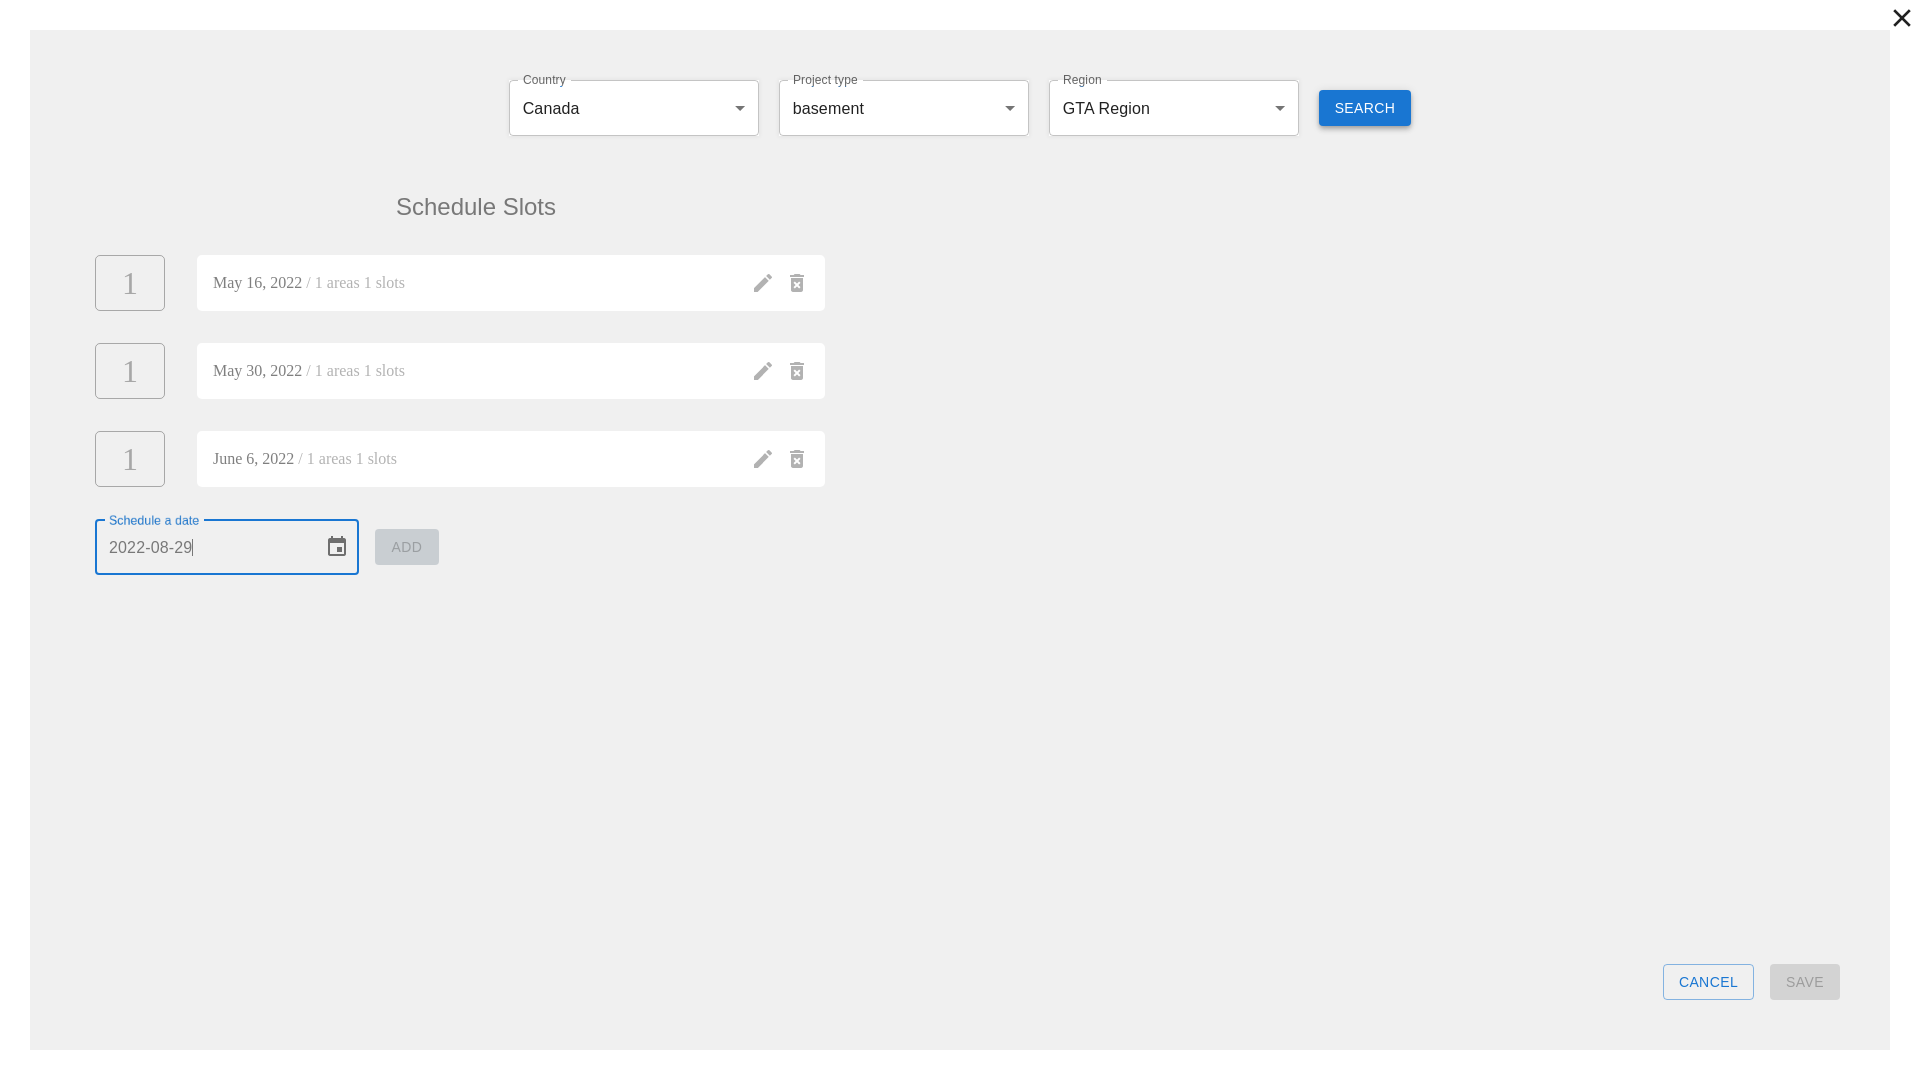 Country
Canada
Project type
basement
Region
GTA Region
SEARCH
Schedule Slots
1
May 16, 2022 / 1 areas 1 slots
1
May 30, 2022 / 1 areas 1 slots
1
June 6, 2022 / 1 areas 1 slots
Schedule a date
2022-08-29
ADD
CANCEL
SAVE